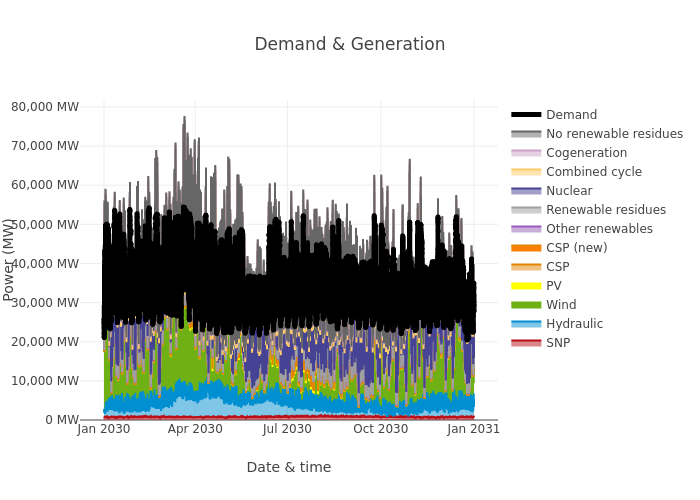 Demand & Generation
80,000 MW
70,000 MW
60,000 MW
50,000 MW
40,000 MW
30,000 MW
20,000 MW
10,000 MW
0 MW
Power (MW)
Jan 2030
Apr 2030
Jul 2030
Oct 2030
Jan 2031
Date & time
Demand
No renewable residues
Cogeneration
Combined cycle
Nuclear
Renewable residues
Other renewables
CSP (new)
CSP
PV
Wind
Hydraulic
SNP